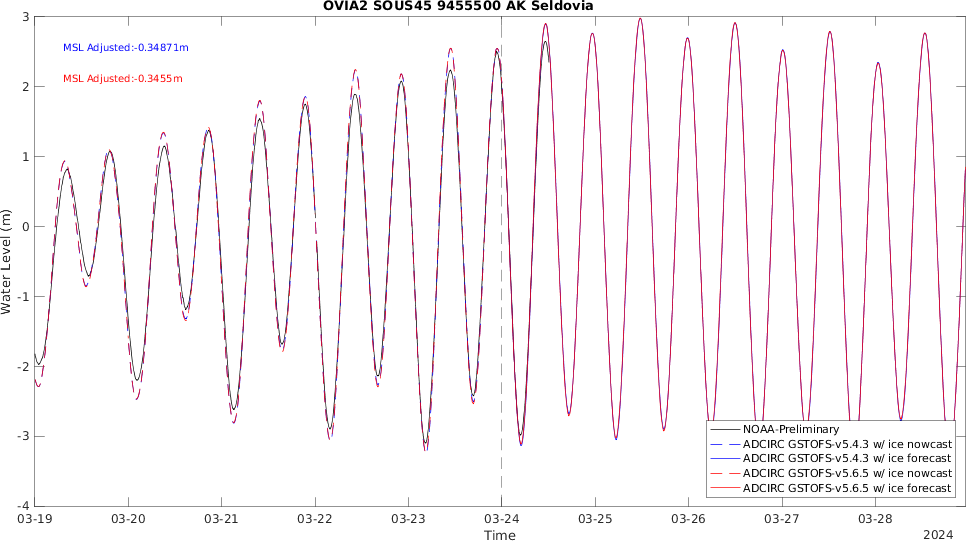 OVIA2 SOUS45 9455500 AK Seldovia
MSL Adjusted:-0.34871m
MSL Adjusted:-0.3455m
Water Level (m)
3
2
1
0
-1
-2
-3
-4
NOAA-Preliminary
ADCIRC GSTOFS-v5.4.3 w/ ice nowcast
ADCIRC GSTOFS-v5.4.3 w/ ice forecast
ADCIRC GSTOFS-v5.6.5 w/ ice nowcast
ADCIRC GSTOFS-v5.6.5 w/ ice forecast
03-19 03-20 03-21 03-22 03-23 03-24 03-25 03-26 03-27 03-28
Time
2024